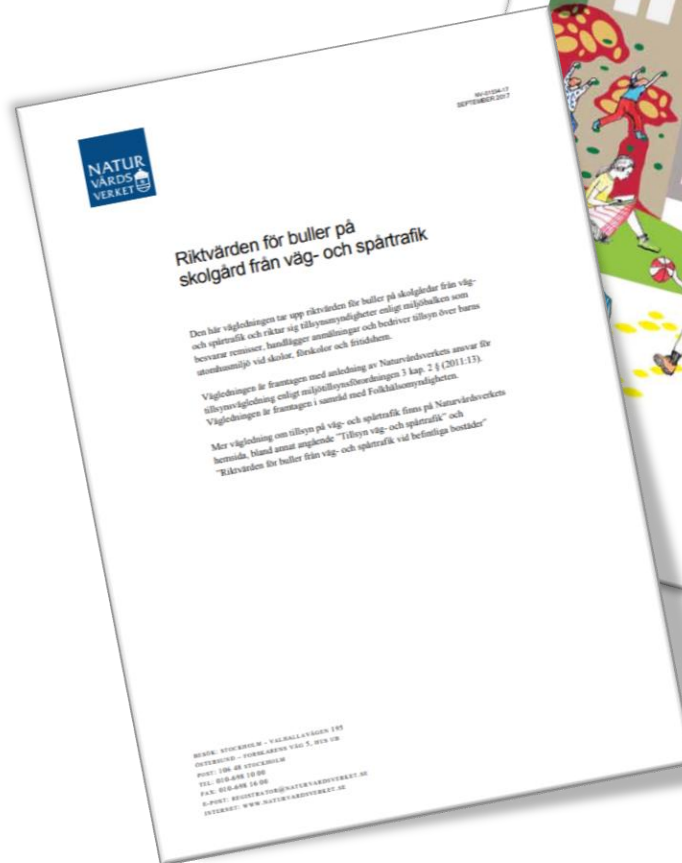 NV-07334-17
SEPTEMBER 2017
NATUR
VÅRDS
VERKET
Riktvärden för buller på
skolgård från väg- och spårtrafik
Den här vägledningen tar upp riktvärden för buller på skolgårdar från väg-
och spårtrafik och riktar sig tillsynsmyndigheter enligt miljöbalken som
besvarar remisser, handlägger anmälningar och bedriver tillsyn över barns
utomhusmiljö vid skolor, förskolor och fritidshem.
Vägledningen är framtagen med anledning av Naturvårdsverkets ansvar för
tillsynsvägledning enligt miljötillsynsförordningen 3 kap. 2 § (2011:13).
Vägledningen är framtagen i samråd med Folkhälsomyndigheten.
Mer vägledning om tillsyn på väg- och spårtrafik finns på Naturvårdsverkets
hemsida, bland annat angående "Tillsyn väg- och spårtrafik" och
"Riktvärden för buller från väg- och spårtrafik vid befintliga bostäder"
BESÖK: STOCKHOLM – VALHALLAVÄGEN 195
ÖSTERSUND – FORSKARENS VÄG 5, HUS UB
POST: 106 48 STOCKHOLM
TEL: 010-698 10 00
FAX: 010-698 16 00
E-POST: REGISTRATOR@NATURVARDSVERKET.SE
INTERNET: WWW.NATURVARDSVERKET.SE